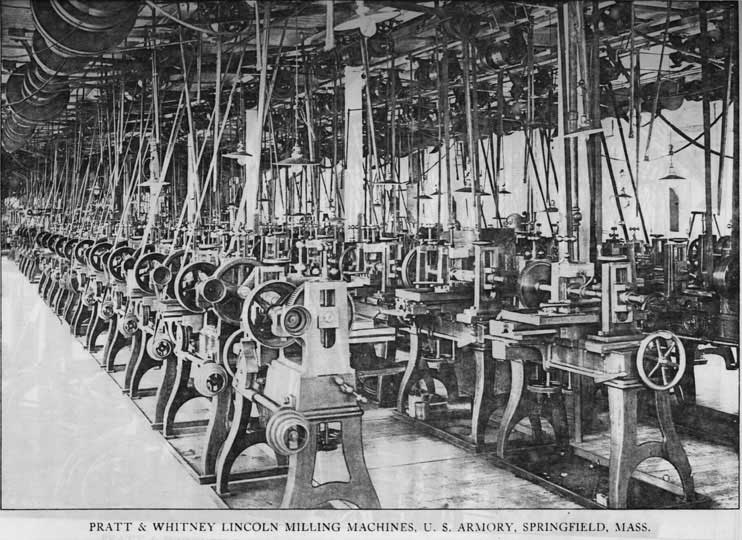 PRATT & WHITNEY LINCOLN MILLING MACHINES, U. S. ARMORY, SPRINGFIELD, MASS.